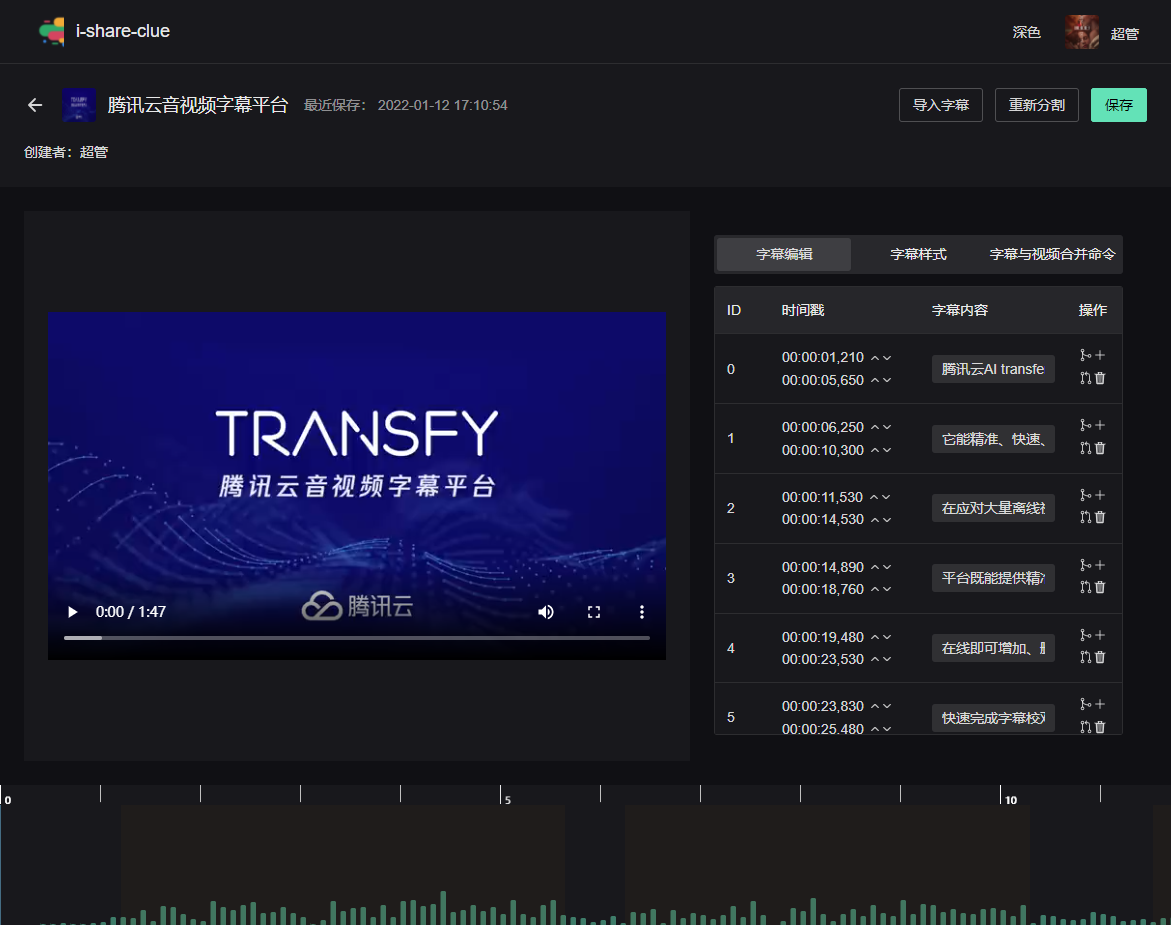 i-share-clue
深色
超管
腾讯云音视频字幕平台
最近保存： 2022-01-12 17:10:54
导入字幕
重新分割
保存
创建者：超管
TRANSFY
腾讯云音视频字幕平台
腾讯云
0:00 / 1:47
字幕编辑
字幕样式
字幕与视频合并命令
ID
时间戳
字幕内容
操作
0
00:00:01,210
00:00:05,650
腾讯云AI transfe
1
00:00:06,250
00:00:10,300
它能精准、快速、
2
00:00:11,530
00:00:14,530
在应对大量离线
3
00:00:14,890
00:00:18,760
平台既能提供精
4
00:00:19,480
00:00:23,530
在线即可增加、
5
00:00:23,830
00:00:25,480
快速完成字幕校
0
5
10